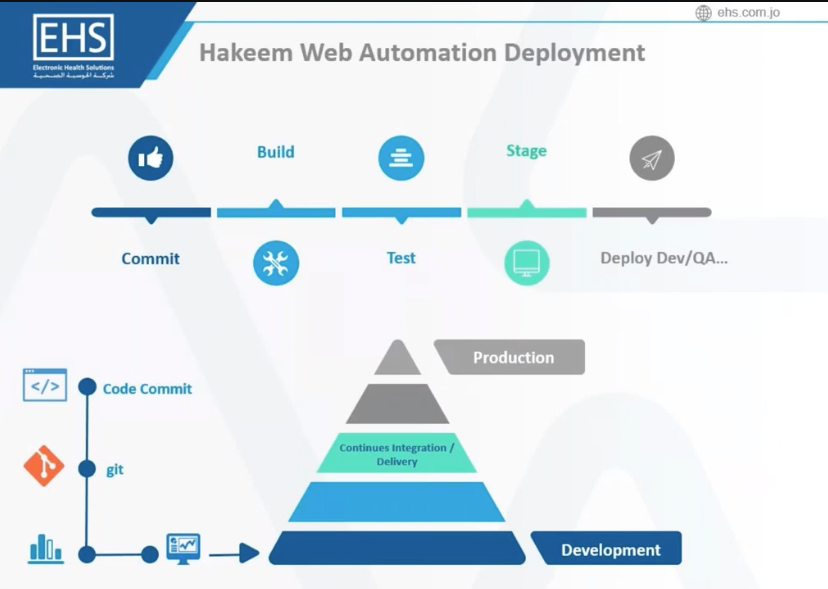 EHS
Electronic Health Solutions
شركة الحوسبة الصحية
ehs.com.jo
Hakeem Web Automation Deployment
Build
Stage
Commit
Test
Deploy Dev/QA...
Production
</>
Code Commit
Continues Integration /
Delivery
git
Development